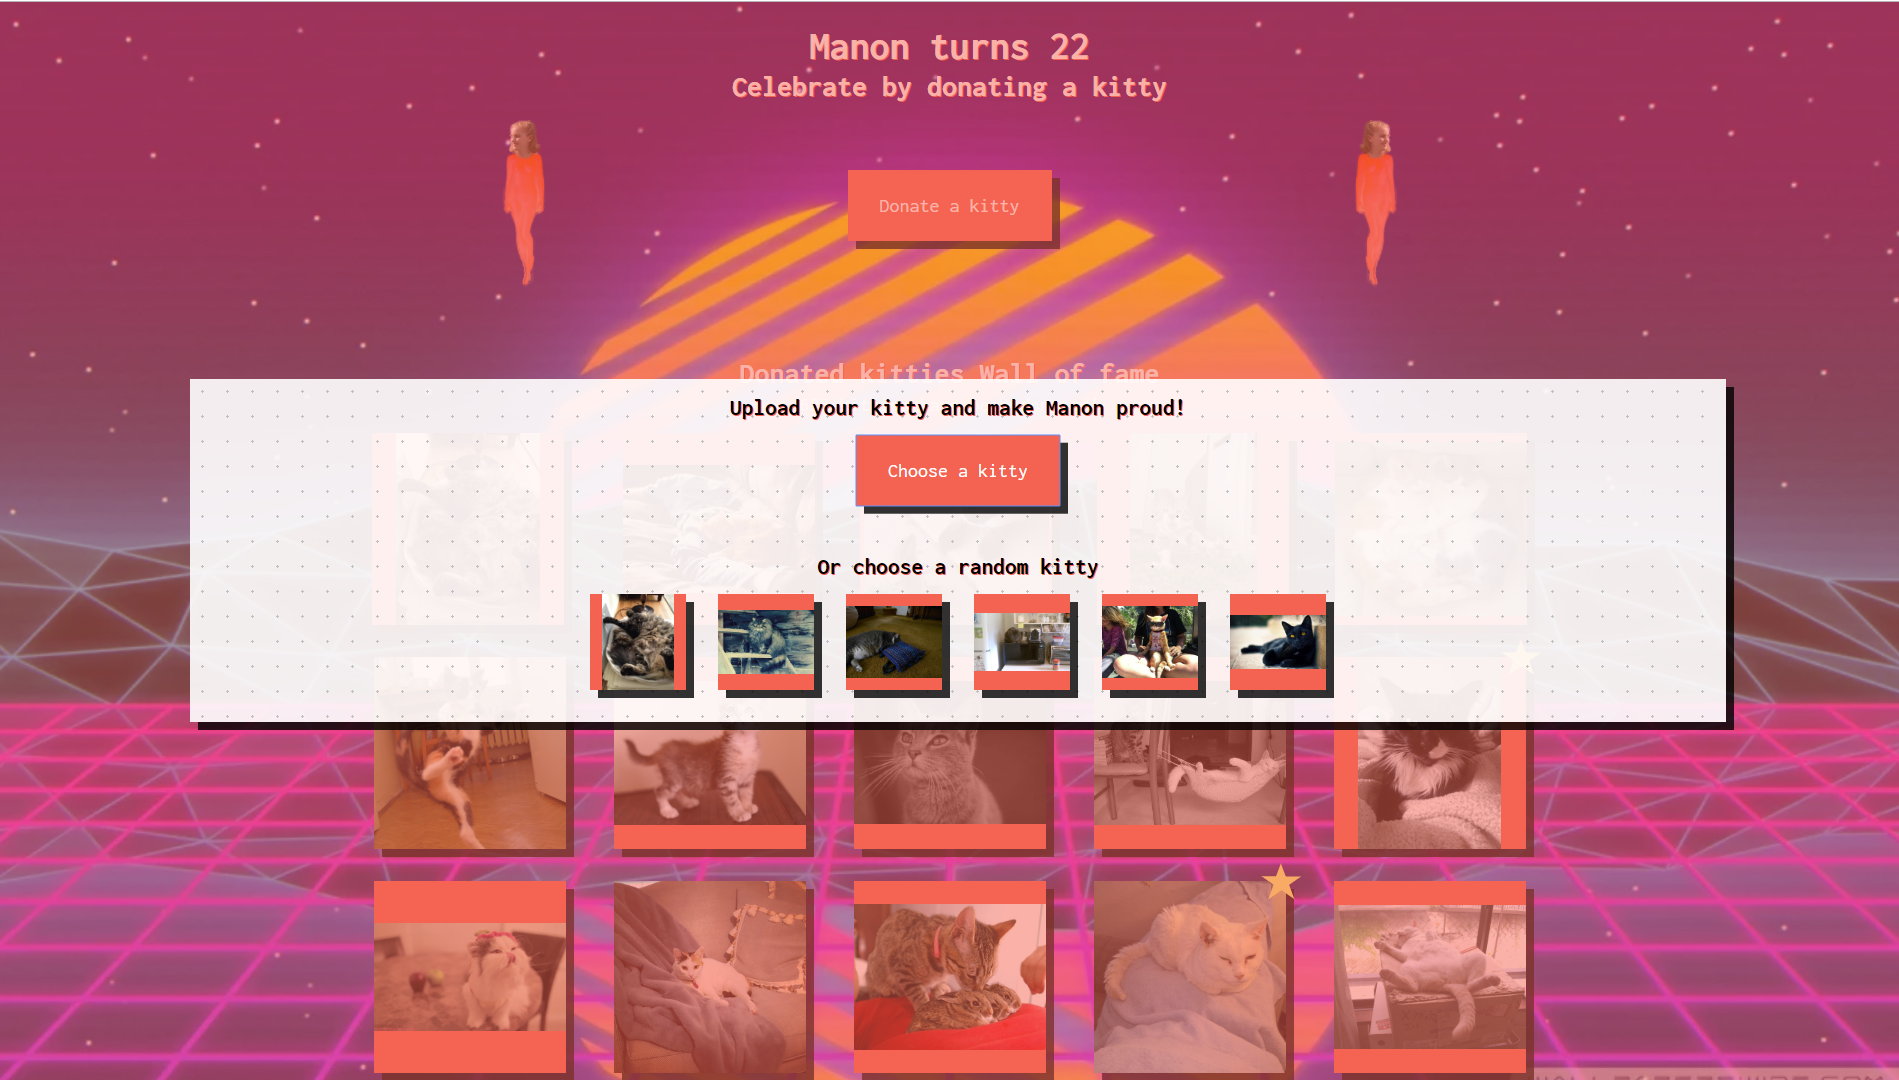 Manon turns 22
Celebrate by donating a kitty
Donate a kitty
Donated kitties Wall of fame
Upload your kitty and make Manon proud!
Choose a kitty
Or choose a random kitty